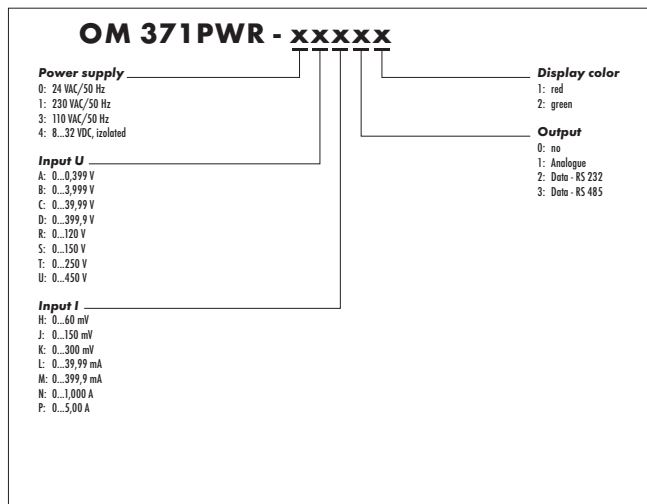 OM 371PWR - xxxxx
Power supply
0: 24 VAC/50 Hz
1: 230 VAC/50 Hz
3: 110 VAC/50 Hz
4: 8...32 VDC, izolated
Input U
A: 0...0,399 V
B: 0...3,999 V
C: 0...39,99 V
D: 0...399,9 V
R: 0...120 V
S: 0...150 V
T: 0...250 V
U: 0...450 V
Input I
H: 0...60 mV
J: 0...150 mV
K: 0...300 mV
L: 0...39,99 mA
M: 0...399,9 mA
N: 0...1,000 A
P: 0...5,00 A
Display color
1: red
2: green
Output
0: no
1: Analogue
2: Data - RS 232
3: Data - RS 485